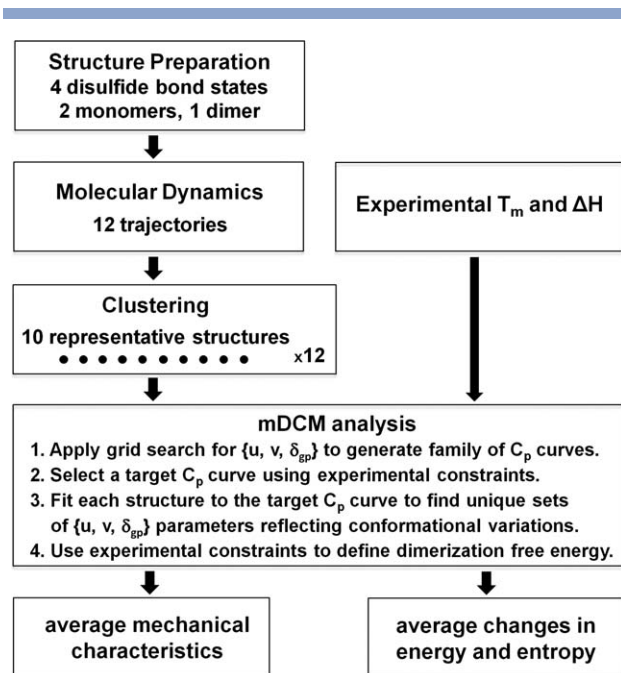 Structure Preparation
4 disulfide bond states
2 monomers, 1 dimer
Molecular Dynamics
12 trajectories
Experimental Tm and ΔH
Clustering
10 representative structures
x12
mDCM analysis
1. Apply grid search for {u, v, δgp} to generate family of Cp curves.
2. Select a target Cp curve using experimental constraints.
3. Fit each structure to the target Cp curve to find unique sets
of {u, v, δgp} parameters reflecting conformational variations.
4. Use experimental constraints to define dimerization free energy.
average mechanical
characteristics
average changes in
energy and entropy